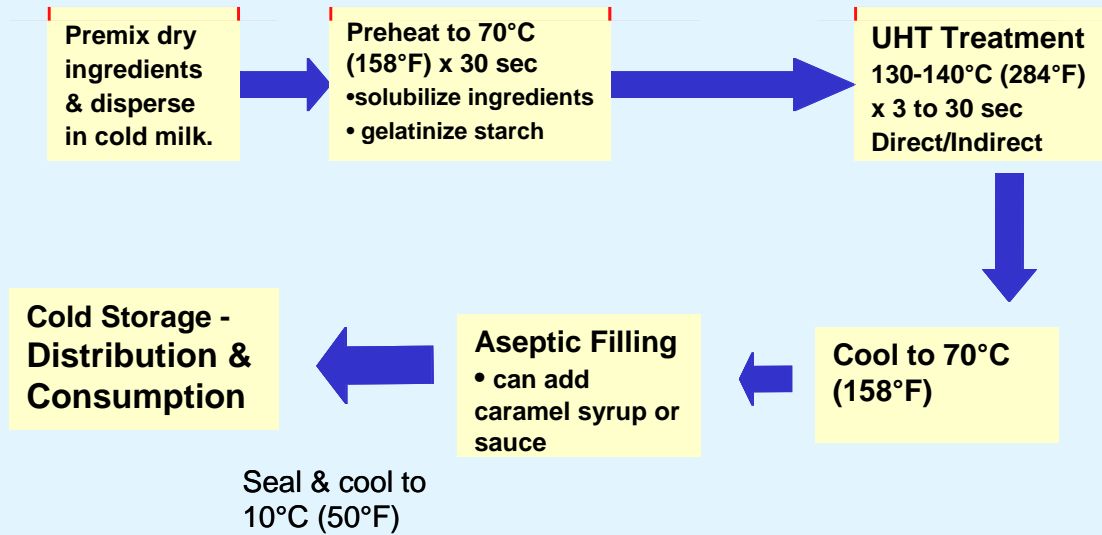 Premix dry
ingredients
& disperse
in cold milk.
Preheat to 70°C
(158°F) x 30 sec
•solubilize ingredients
• gelatinize starch
UHT Treatment
130-140°C (284°F)
x 3 to 30 sec
Direct/Indirect
Cool to 70°C
(158°F)
Aseptic Filling
• can add
caramel syrup or
sauce
Seal & cool to
10°C (50°F)
Cold Storage -
Distribution &
Consumption